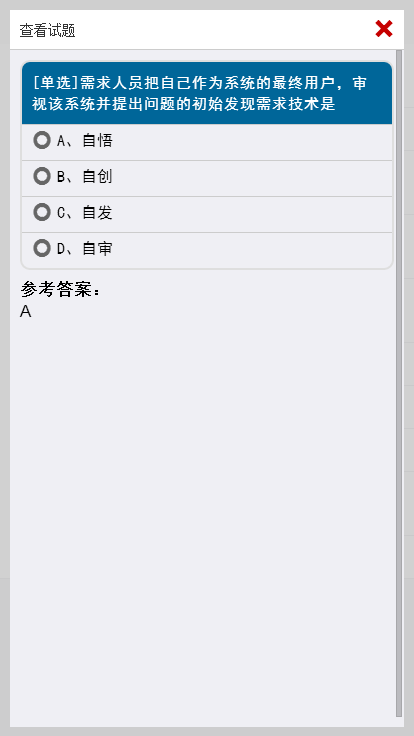 查看试题
[单选]需求人员把自己作为系统的最终用户，审
视该系统并提出问题的初始发现需求技术是
A、自悟
B、自创
C、自发
D、自审
参考答案：
A